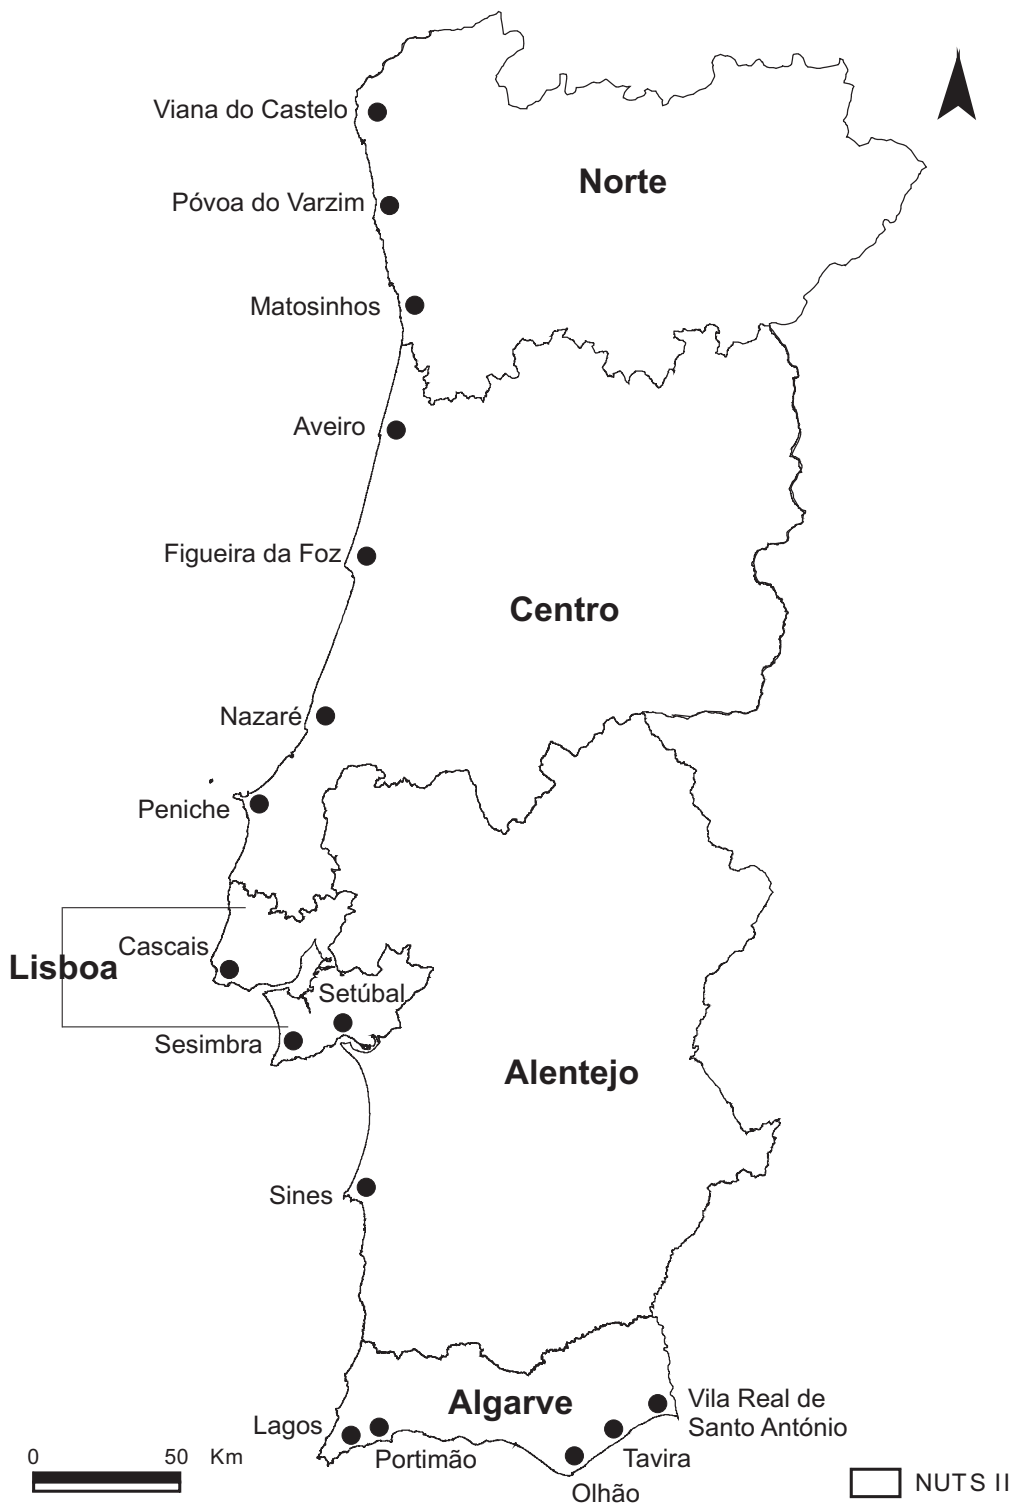 Viana do Castelo
Norte
Póvoa do Varzim
Matosinhos
Aveiro
Figueira da Foz
Centro
Nazaré
Peniche
Cascais
Lisboa
Setúbal
Sesimbra
Alentejo
Sines
Algarve
Vila Real de
Santo António
Lagos
Portimão
Tavira
Olhão
0 50 Km
NUTS II